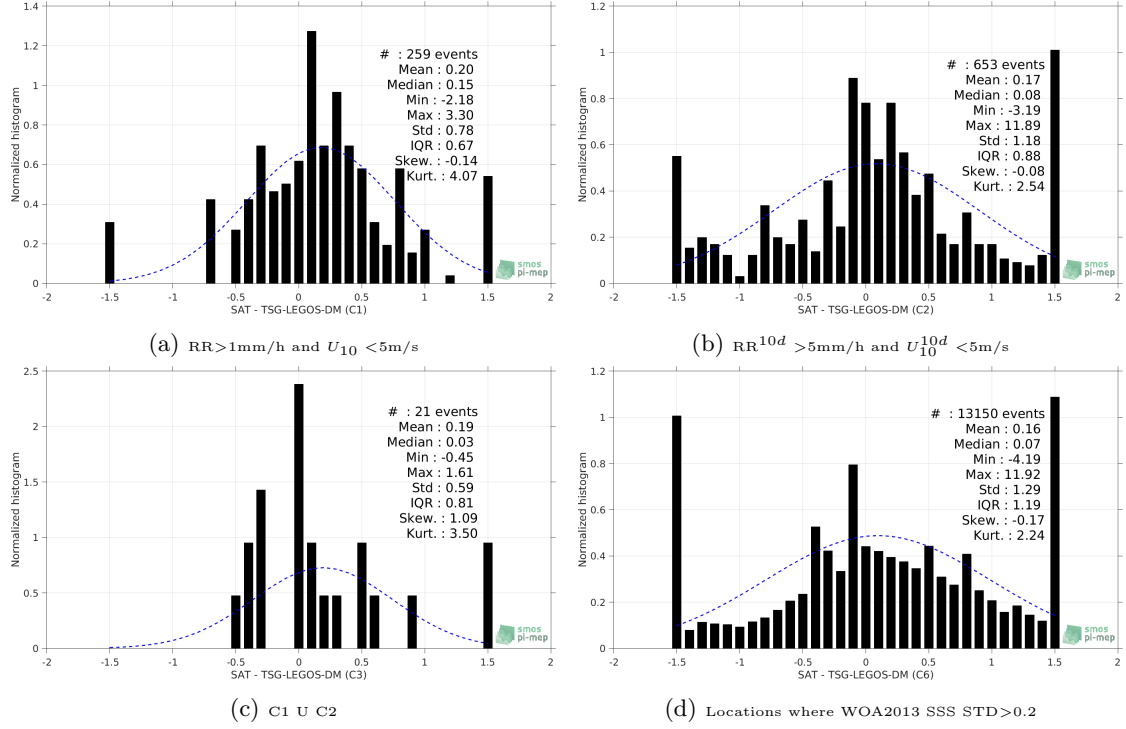 1.4
1.2
1
0.8
0.6
0.4
0.2
0
-2
-1.5
-1
-0.5
0
0.5
1
1.5
2
Normalized histogram
# : 259 events
Mean : 0.20
Median : 0.15
Min : -2.18
Max : 3.30
Std : 0.78
IQR : 0.67
Skew. : -0.14
Kurt. : 4.07
smos
pi-mep
SAT - TSG-LEGOS-DM (C1)
(a) RR>1mm/h and U10 <5m/s
1.2
1
0.8
0.6
0.4
0.2
0
-2
-1.5
-1
-0.5
0
0.5
1
1.5
2
Normalized histogram
# : 653 events
Mean : 0.17
Median : 0.08
Min : -3.19
Max : 11.89
Std : 1.18
IQR : 0.88
Skew. : -0.08
Kurt. : 2.54
smos
pi-mep
SAT - TSG-LEGOS-DM (C2)
(b) RR10d >5mm/h and U10d10 <5m/s
2.5
2
1.5
1
0.5
0
-2
-1.5
-1
-0.5
0
0.5
1
1.5
2
Normalized histogram
# : 21 events
Mean : 0.19
Median : 0.03
Min : -0.45
Max : 1.61
Std : 0.59
IQR : 0.81
Skew. : 1.09
Kurt. : 3.50
smos
pi-mep
SAT - TSG-LEGOS-DM (C3)
(c) C1 U C2
1.2
1
0.8
0.6
0.4
0.2
0
-2
-1.5
-1
-0.5
0
0.5
1
1.5
2
Normalized histogram
# : 13150 events
Mean : 0.16
Median : 0.07
Min : -4.19
Max : 11.92
Std : 1.29
IQR : 1.19
Skew. : -0.17
Kurt. : 2.24
smos
pi-mep
SAT - TSG-LEGOS-DM (C6)
(d) Locations where WOA2013 SSS STD>0.2